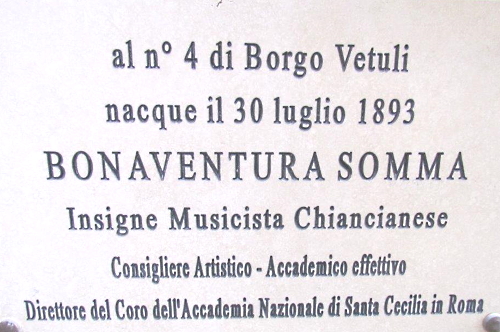 al n° 4 di Borgo Vetuli
nacque il 30 luglio 1893
BONAVENTURA SOMMA
Insigne Musicista Chiancianese
Consigliere Artistico - Accademico effettivo
Direttore del Coro dell'Accademia Nazionale di Santa Cecilia in Roma